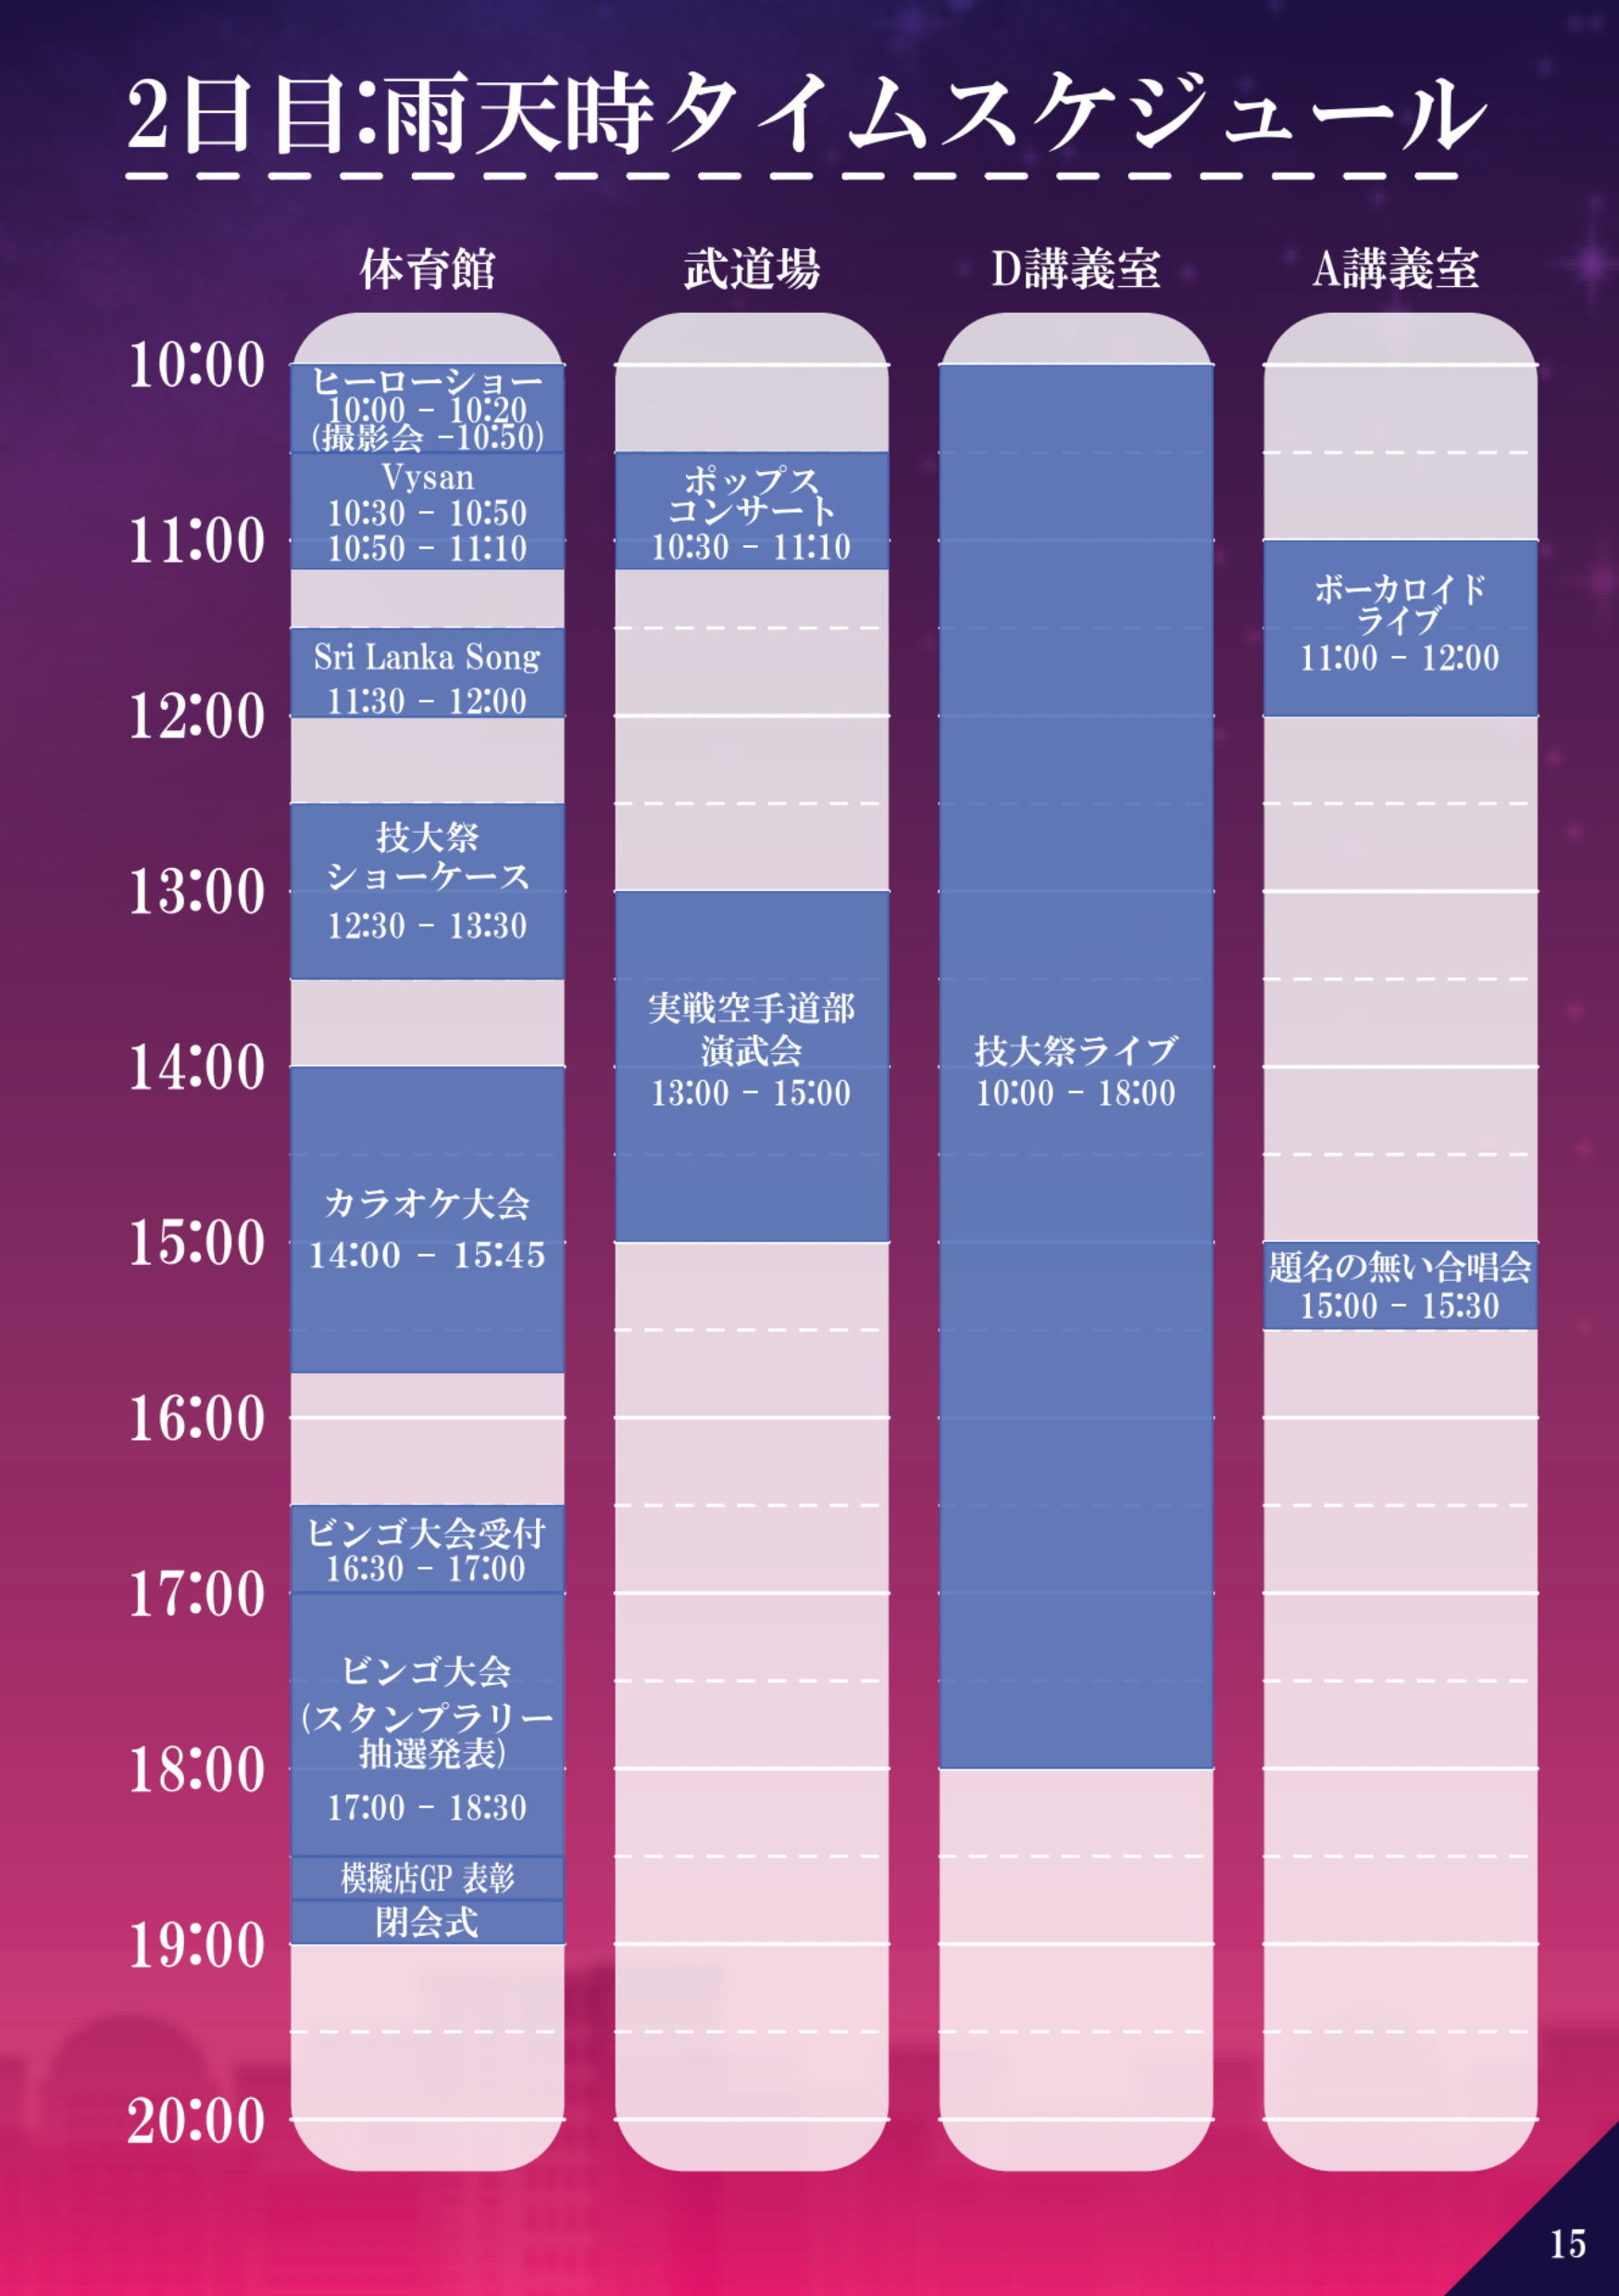 2日目:雨天時タイムスケジュール
体育館
武道場
D講義室
A講義室
10:00
11:00
12:00
13:00
14:00
15:00
16:00
17:00
18:00
19:00
20:00
ヒーローショー
10:00 - 10:20
(撮影会 -10:50)
Vysan
10:30 - 10:50
10:50 - 11:10
Sri Lanka Song
11:30 - 12:00
技大祭
ショーケース
12:30 - 13:30
カラオケ大会
14:00 - 15:45
ビンゴ大会受付
16:30 - 17:00
ビンゴ大会
(スタンプラリー
抽選発表)
17:00 - 18:30
模擬店GP 表彰
閉会式
ポップス
コンサート
10:30 - 11:10
実戦空手道部
演武会
13:00 - 15:00
技大祭ライブ
10:00 - 18:00
ボーカロイド
ライブ
11:00 - 12:00
題名の無い合唱会
15:00 - 15:30
15